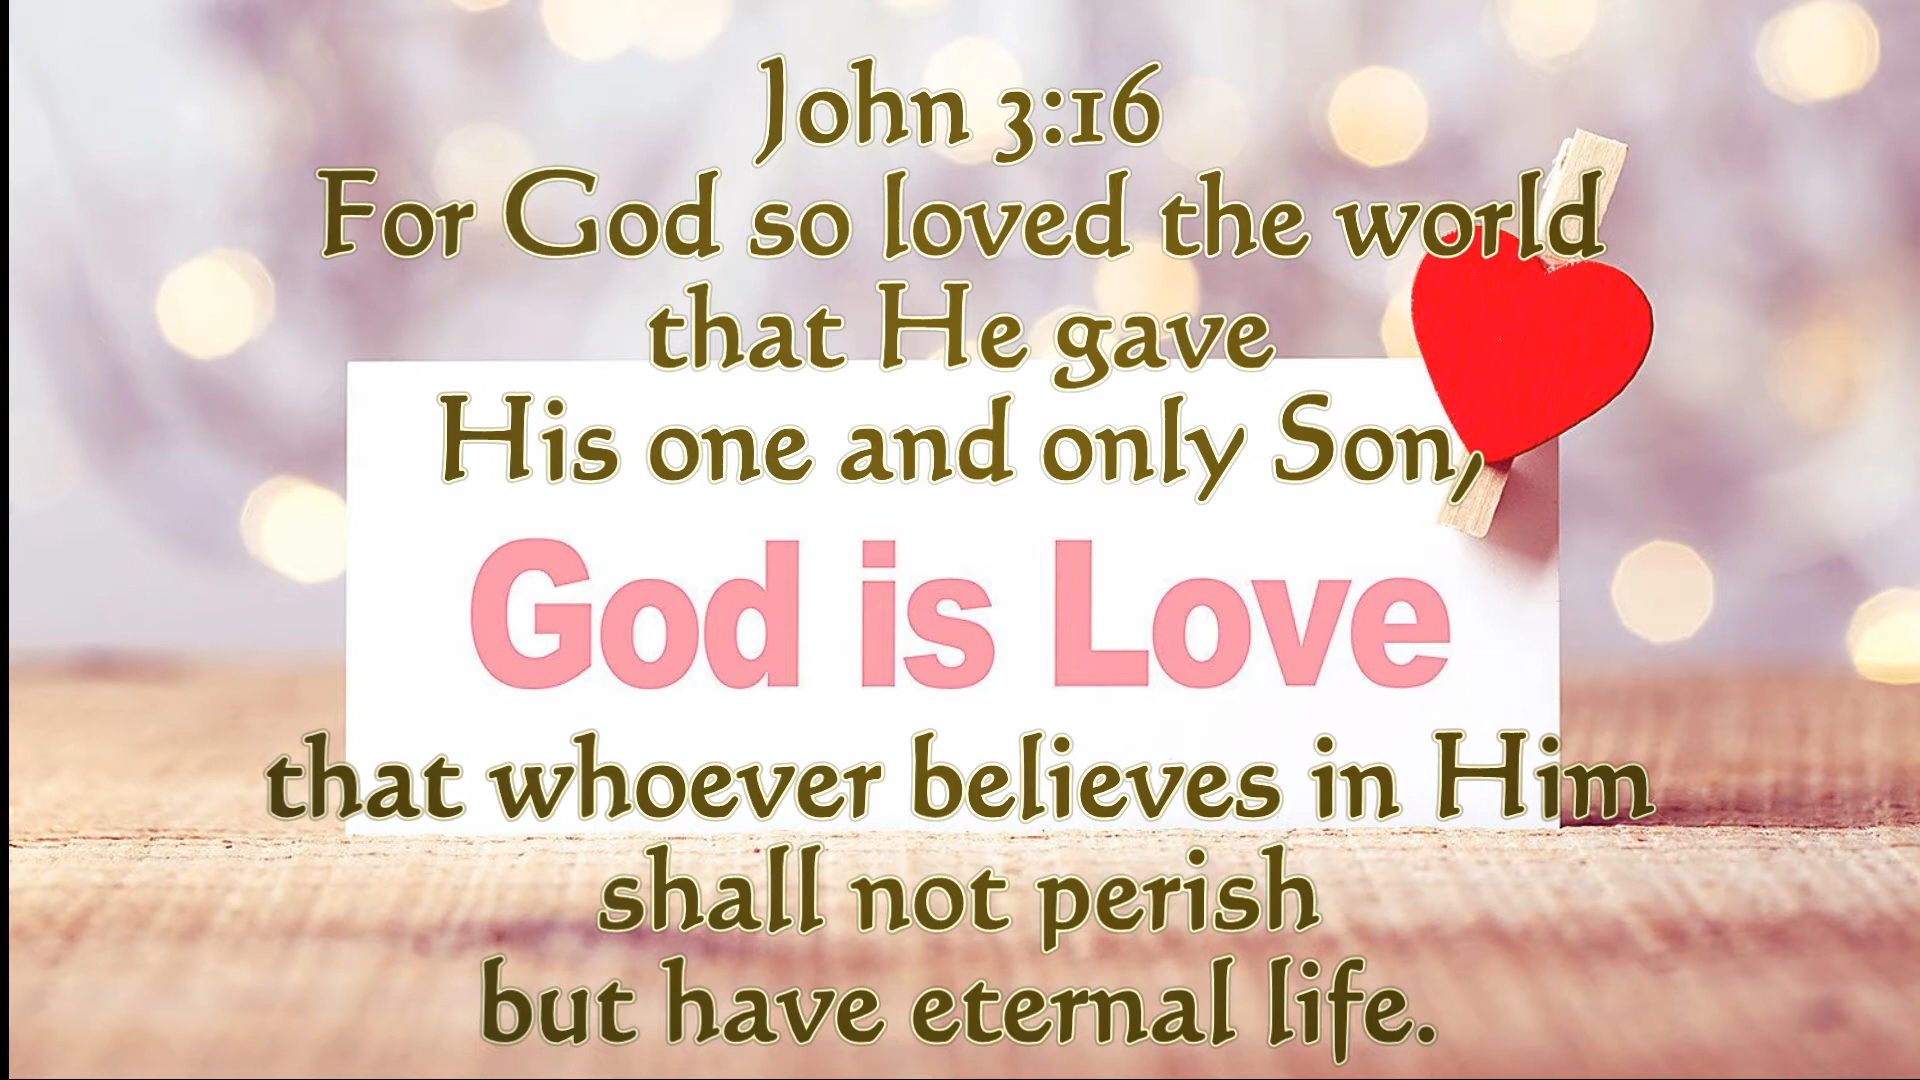 John 3:16
For God so loved the world
that He gave
His one and only Son,
God is Love
that whoever believes in Him
shall not perish
but have eternal life.